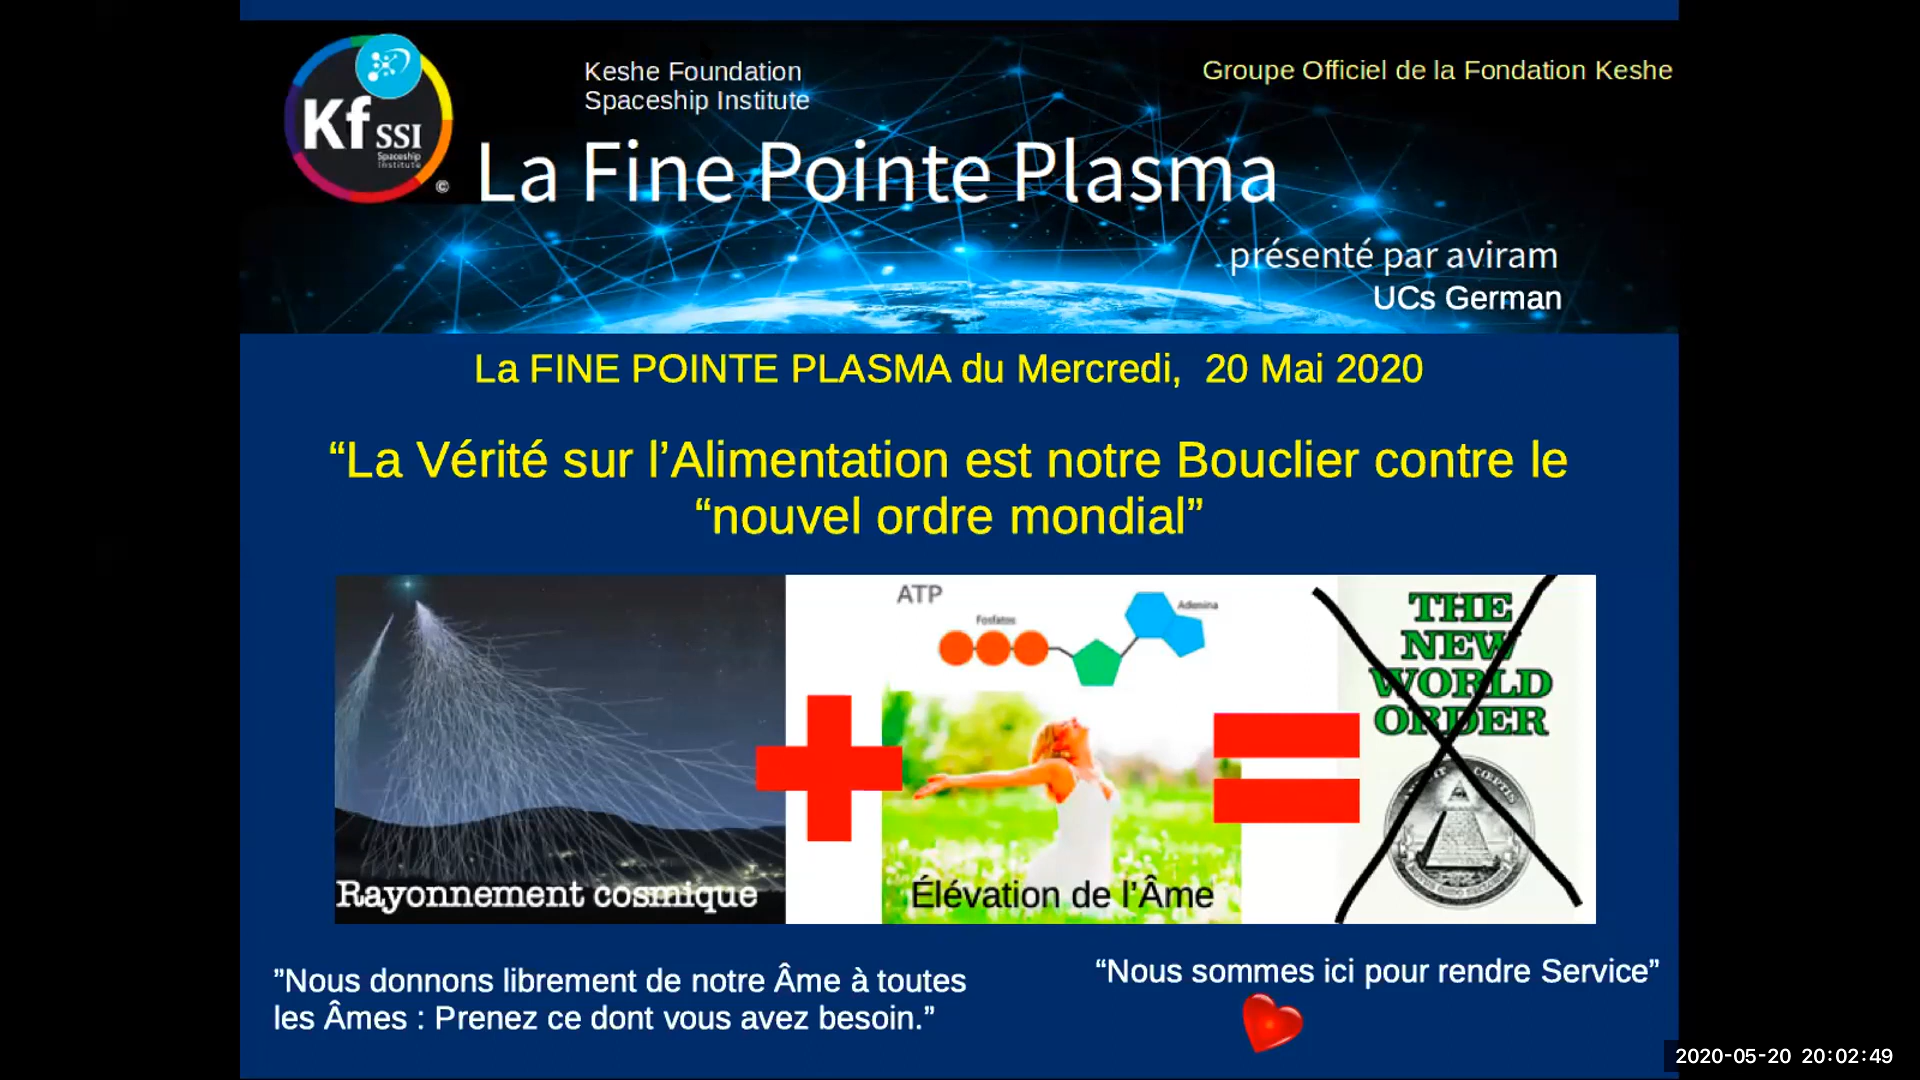 Kf SSI
Spaceship
Institute
©
Keshe Foundation
Spaceship Institute
Groupe Officiel de la Fondation Keshe
La Fine Pointe Plasma
présenté par aviram
UCs German
La FINE POINTE PLASMA du Mercredi, 20 Mai 2020
“La Vérité sur l’Alimentation est notre Bouclier contre le
“nouvel ordre mondial”
ATP
Fosfatos
Adenina
THE
NEW
WORLD
ORDER
CŒPTIS
Rayonnement cosmique
Élévation de l’Âme
”Nous donnons librement de notre Âme à toutes
les Âmes : Prenez ce dont vous avez besoin.”
“Nous sommes ici pour rendre Service”
2020-05-20 20:02:49